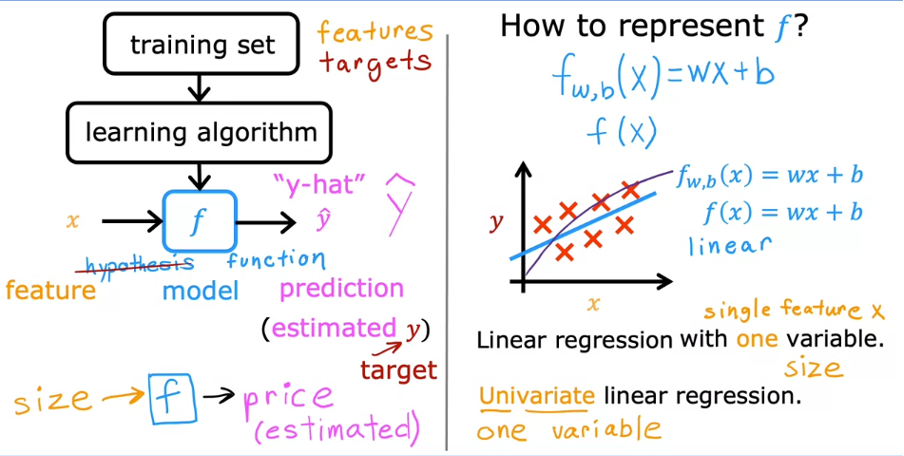 training set
features
targets
learning algorithm
"y-hat"
x
f
ŷ
ŷ
hypothesis function
feature
model
prediction
(estimated y)
target
size → f → price
(estimated)
How to represent f?
f_{w,b}(x) = wx + b
f(x)
f_{w,b}(x) = wx + b
f(x) = wx + b
linear
y
x
single feature x
Linear regression with one variable.
size
Univariate linear regression.
one variable